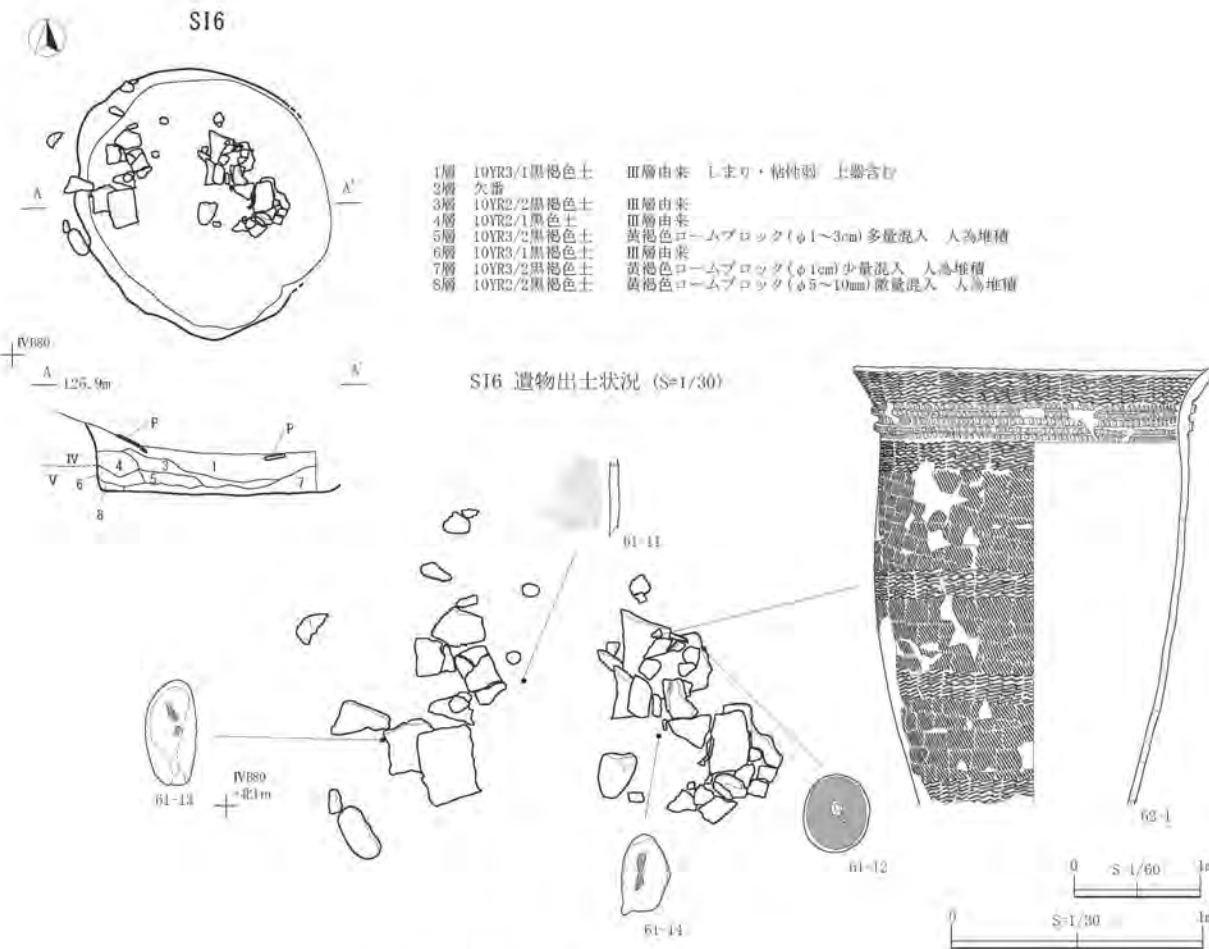 SI6
A
A'
1層 10YR3/1黒褐色土 Ⅲ層由来 しまり・粘性弱 土器含む
2層 欠番
3層 10YR2/2黒褐色土 Ⅲ層由来
4層 10YR2/1黒色土 Ⅲ層由来
5層 10YR3/2黒褐色土 黄褐色ロームブロック(φ1～3cm)多量混入 人為堆積
6層 10YR3/1黒褐色土 Ⅲ層由来
7層 10YR3/2黒褐色土 黄褐色ロームブロック(φ1cm)少量混入 人為堆積
8層 10YR2/2黒褐色土 黄褐色ロームブロック(φ5～10mm)微量混入 人為堆積
ⅣB80
A 126.9m
A'
SI6 遺物出土状況 (S=1/30)
P
P
Ⅳ
Ⅴ
4
3
1
5
6
7
8
61-11
61-13
ⅣB80
+北1m
61-12
61-14
62-1
0 S=1/60 1m
0 S=1/30 1m